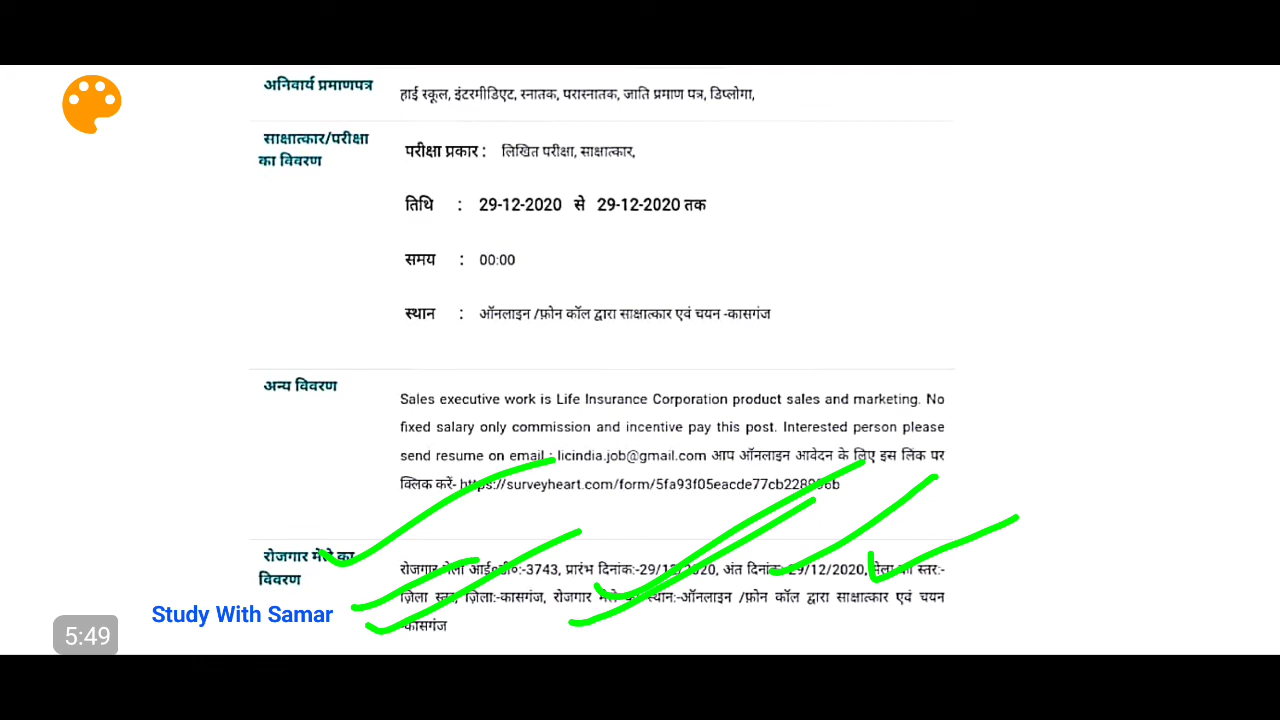 अनिवार्य प्रमाणपत्र
हाई स्कूल, इंटरमीडिएट, स्नातक, परास्नातक, जाति प्रमाण पत्र, डिप्लोमा,
साक्षात्कार/परीक्षा का विवरण
परीक्षा प्रकार : लिखित परीक्षा, साक्षात्कार,
तिथि : 29-12-2020 से 29-12-2020 तक
समय : 00:00
स्थान : ऑनलाइन /फ़ोन कॉल द्वारा साक्षात्कार एवं चयन -कासगंज
अन्य विवरण
Sales executive work is Life Insurance Corporation product sales and marketing. No
fixed salary only commission and incentive pay this post. Interested person please
send resume on email : licindia.job@gmail.com आप ऑनलाइन आवेदन के लिए इस लिंक पर
क्लिक करें- https://surveyheart.com/form/5fa93f05eacde77cb228996b
रोजगार मेले का
विवरण
रोजगार मेला आई०डी०:-3743, प्रारंभ दिनांक:-29/12/2020, अंत दिनांक:-29/12/2020, मेला का स्तर:-
ज़िला स्तर, ज़िला:-कासगंज, रोजगार मेले का स्थान:-ऑनलाइन /फ़ोन कॉल द्वारा साक्षात्कार एवं चयन
-कासगंज
Study With Samar
5:49